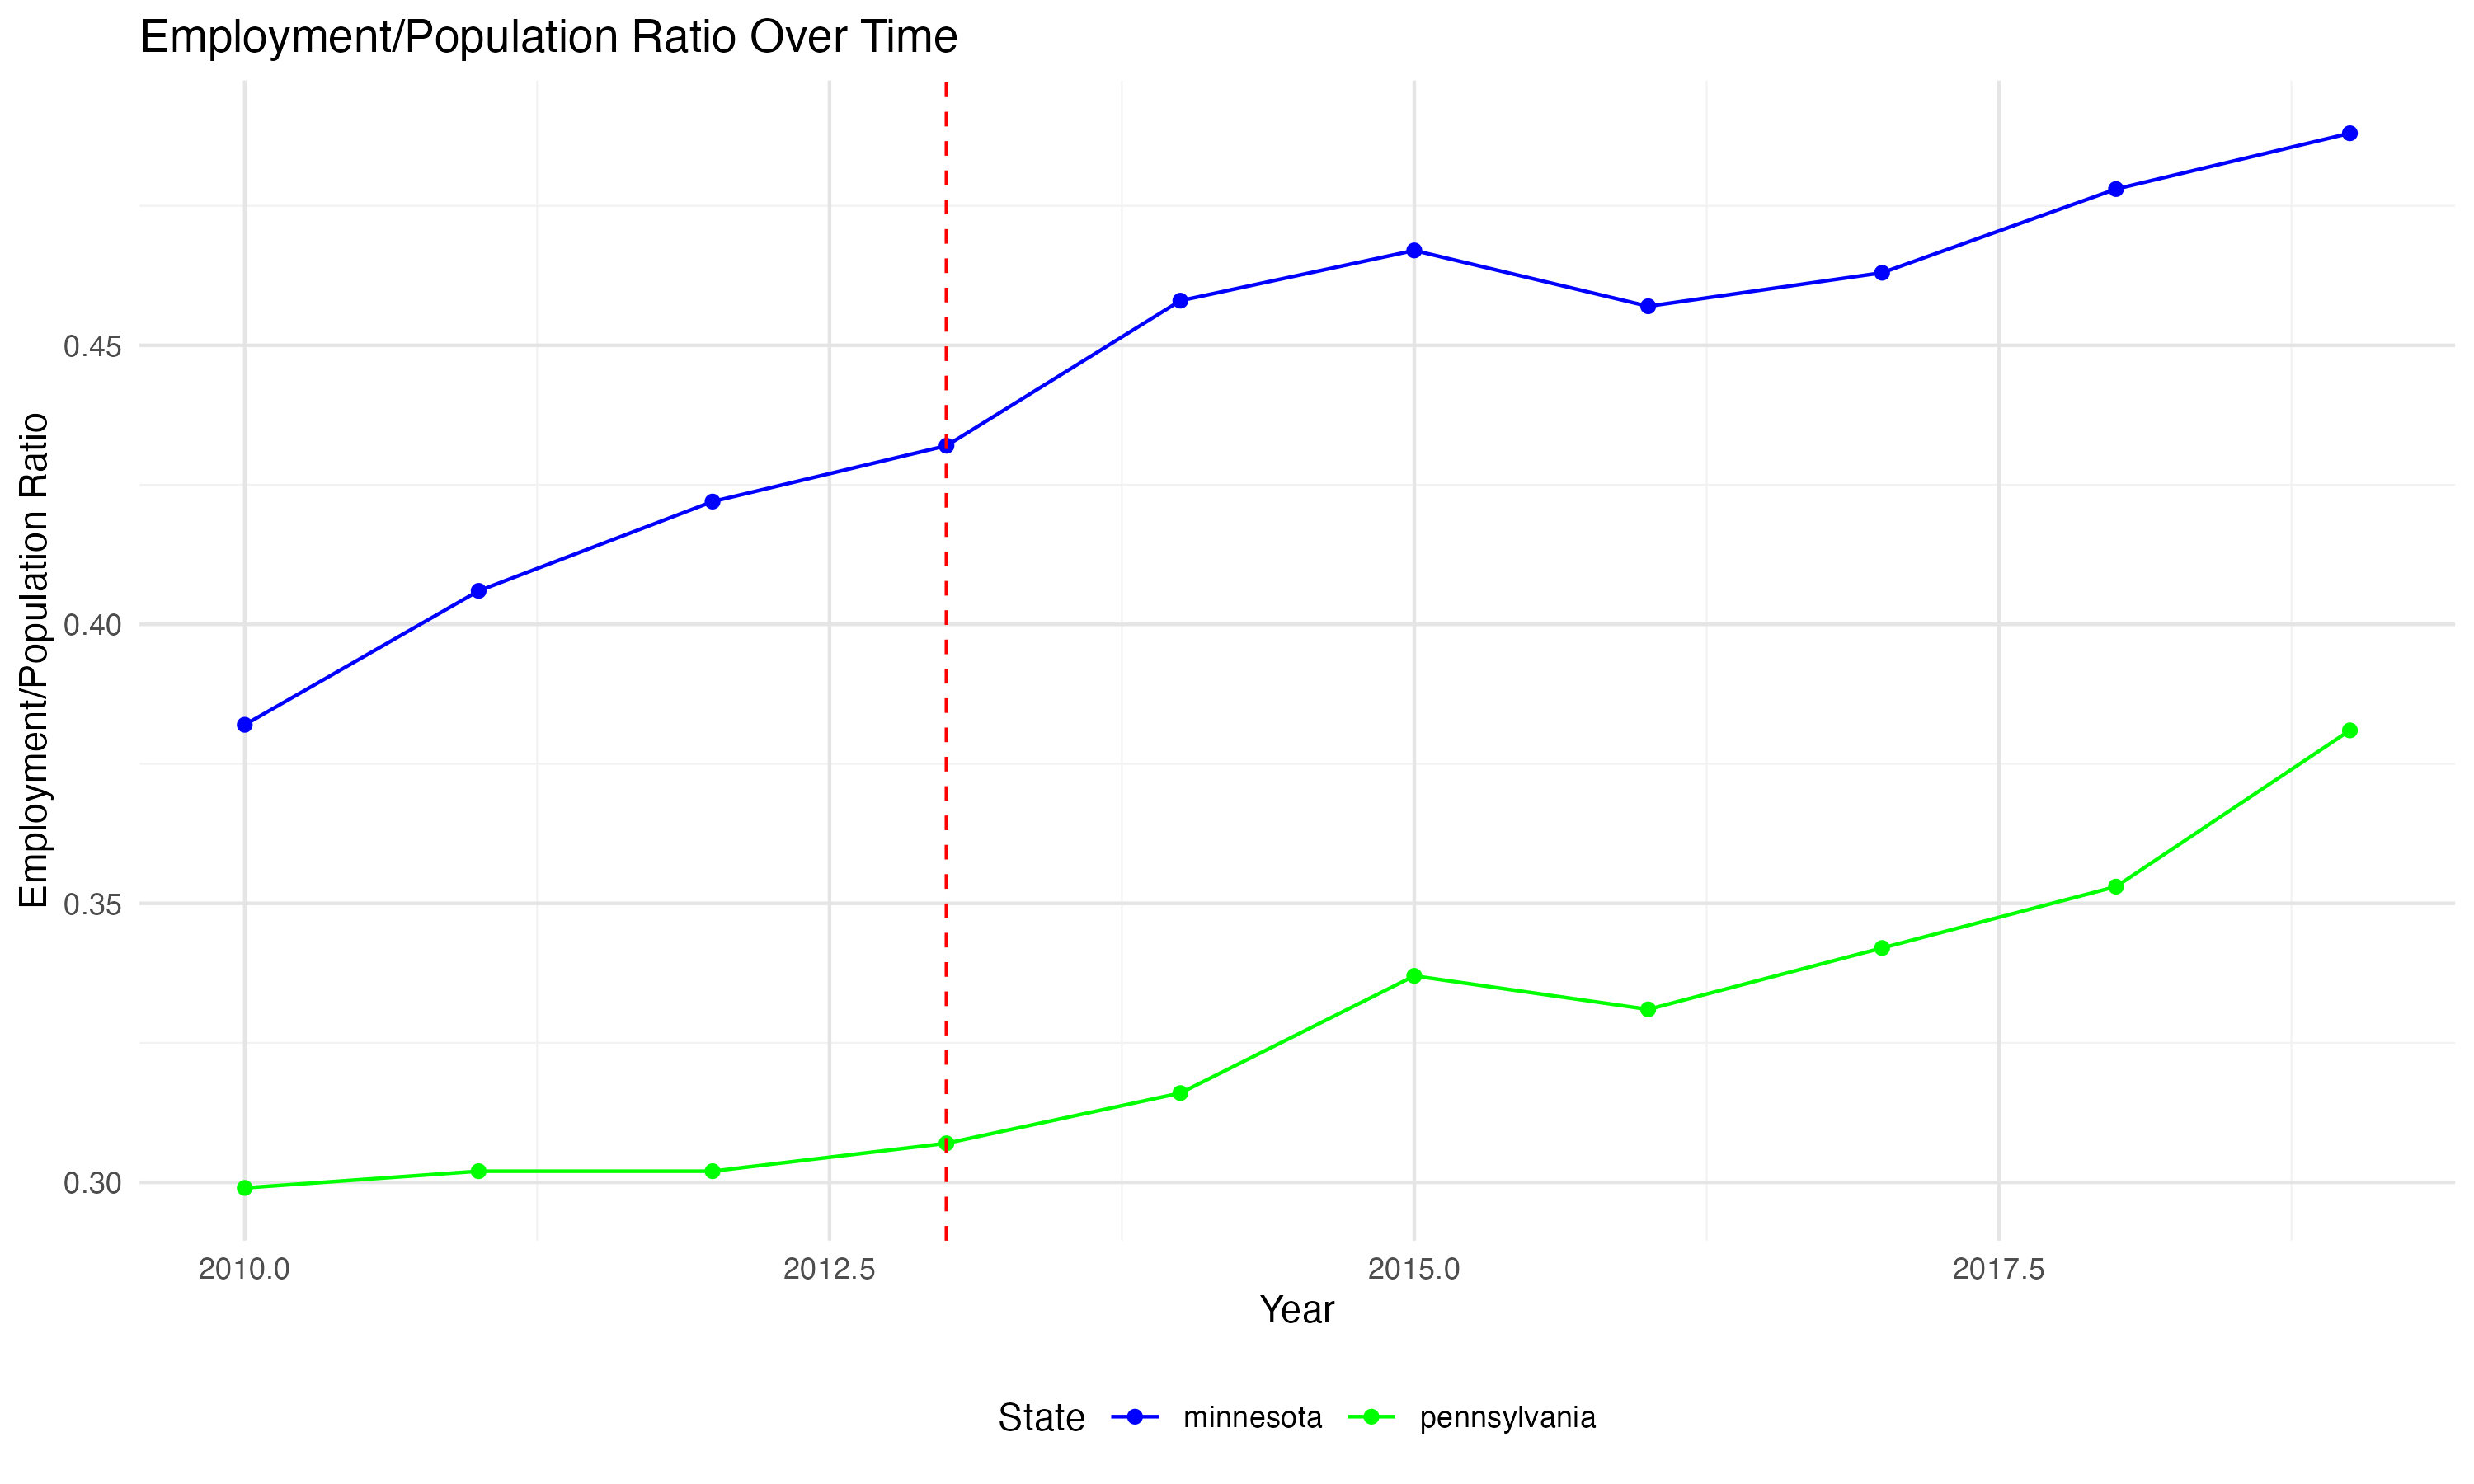 Employment/Population Ratio Over Time
Employment/Population Ratio
0.45
0.40
0.35
0.30
2010.0 2012.5 2015.0 2017.5
Year
State minnesota pennsylvania